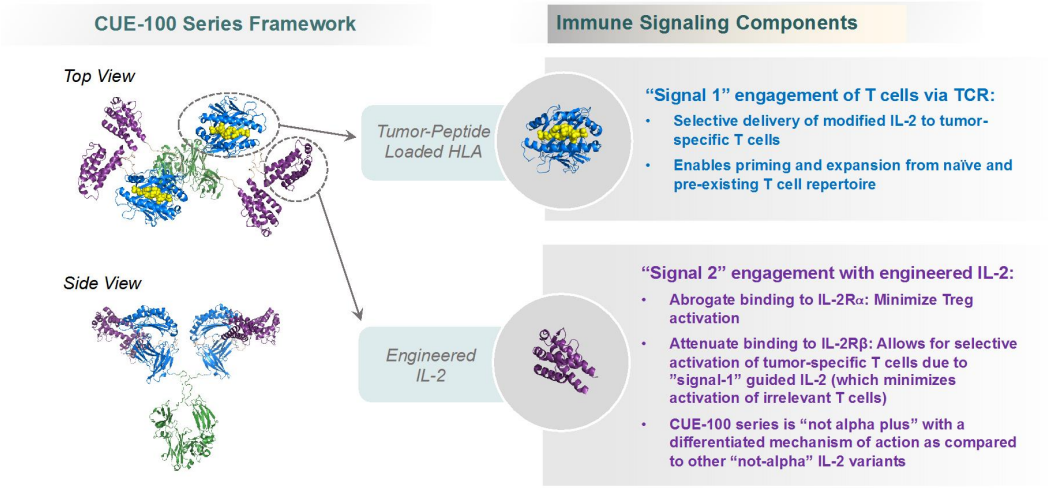 CUE-100 Series Framework
Immune Signaling Components
Top View
Tumor-Peptide
Loaded HLA
“Signal 1” engagement of T cells via TCR:
• Selective delivery of modified IL-2 to tumor-
specific T cells
• Enables priming and expansion from naïve and
pre-existing T cell repertoire
Side View
Engineered
IL-2
“Signal 2” engagement with engineered IL-2:
• Abrogate binding to IL-2Rα: Minimize Treg
activation
• Attenuate binding to IL-2Rβ: Allows for selective
activation of tumor-specific T cells due to
”signal-1” guided IL-2 (which minimizes
activation of irrelevant T cells)
• CUE-100 series is “not alpha plus” with a
differentiated mechanism of action as compared
to other “not-alpha” IL-2 variants